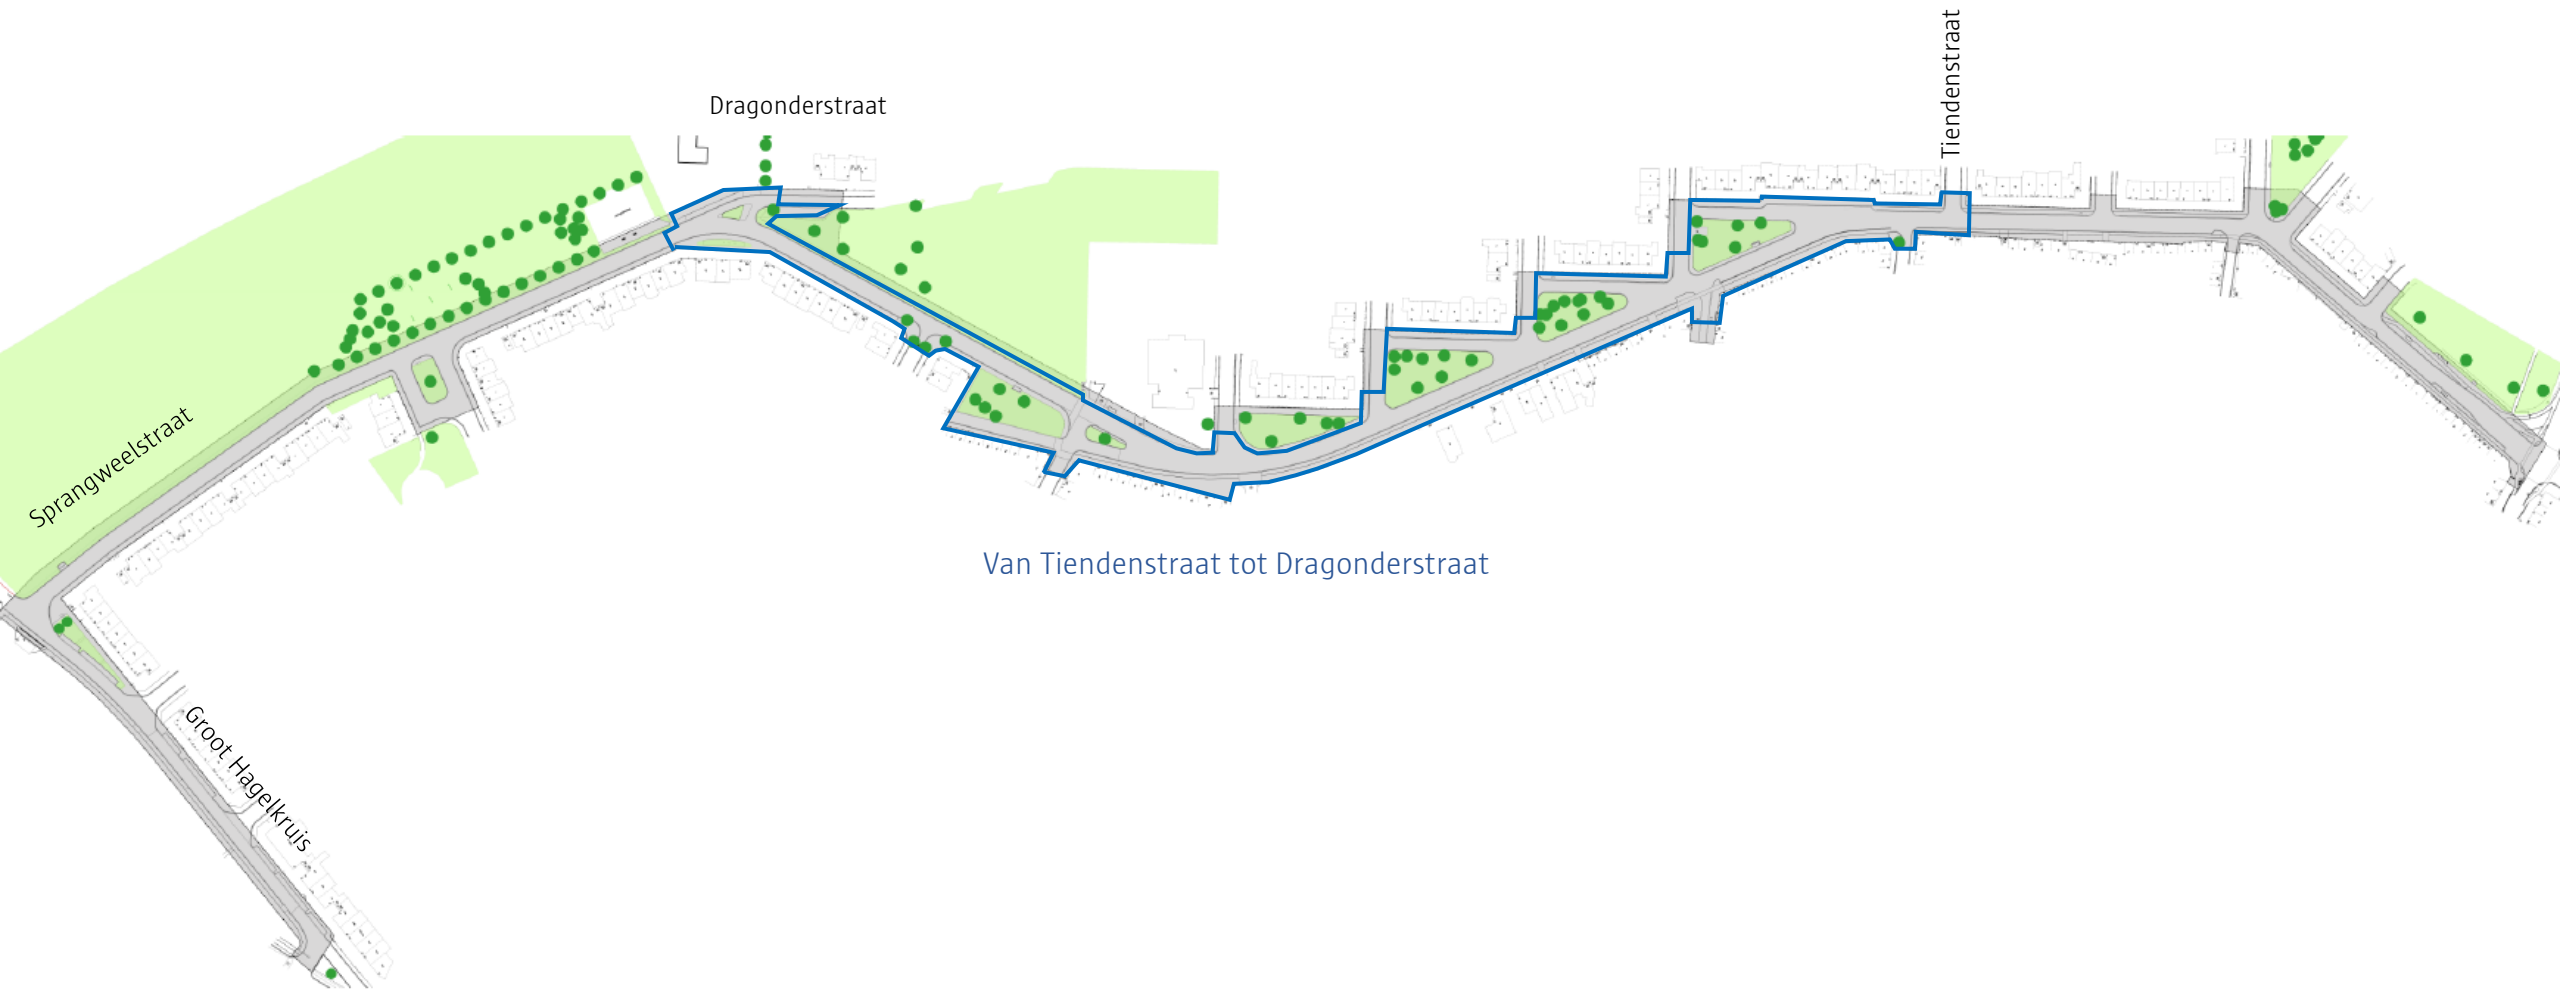 Tiendenstraat
Dragonderstraat
Sprangweelstraat
Van Tiendenstraat tot Dragonderstraat
Groot Hagelkruis